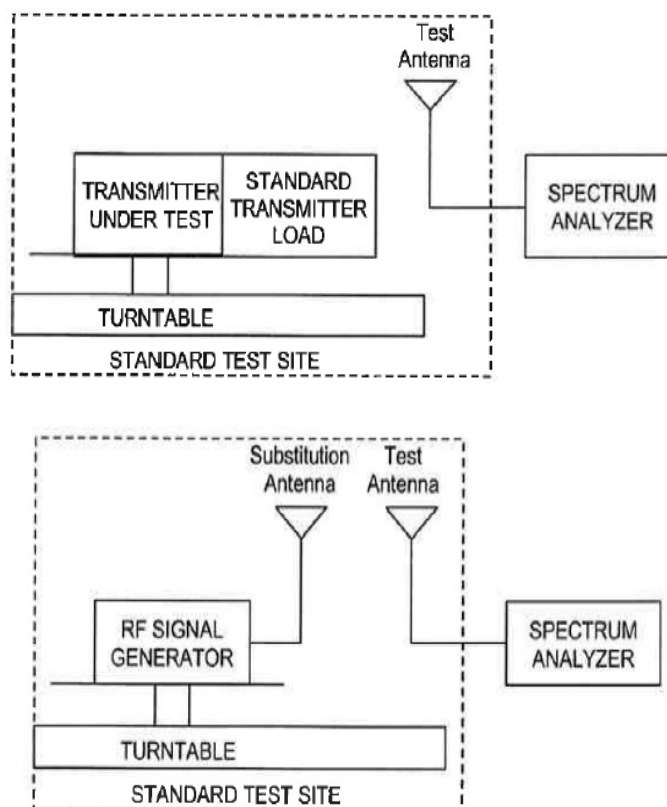 Test
Antenna
TRANSMITTER
UNDER TEST
STANDARD
TRANSMITTER
LOAD
SPECTRUM
ANALYZER
TURNTABLE
STANDARD TEST SITE
Substitution
Antenna
Test
Antenna
RF SIGNAL
GENERATOR
SPECTRUM
ANALYZER
TURNTABLE
STANDARD TEST SITE